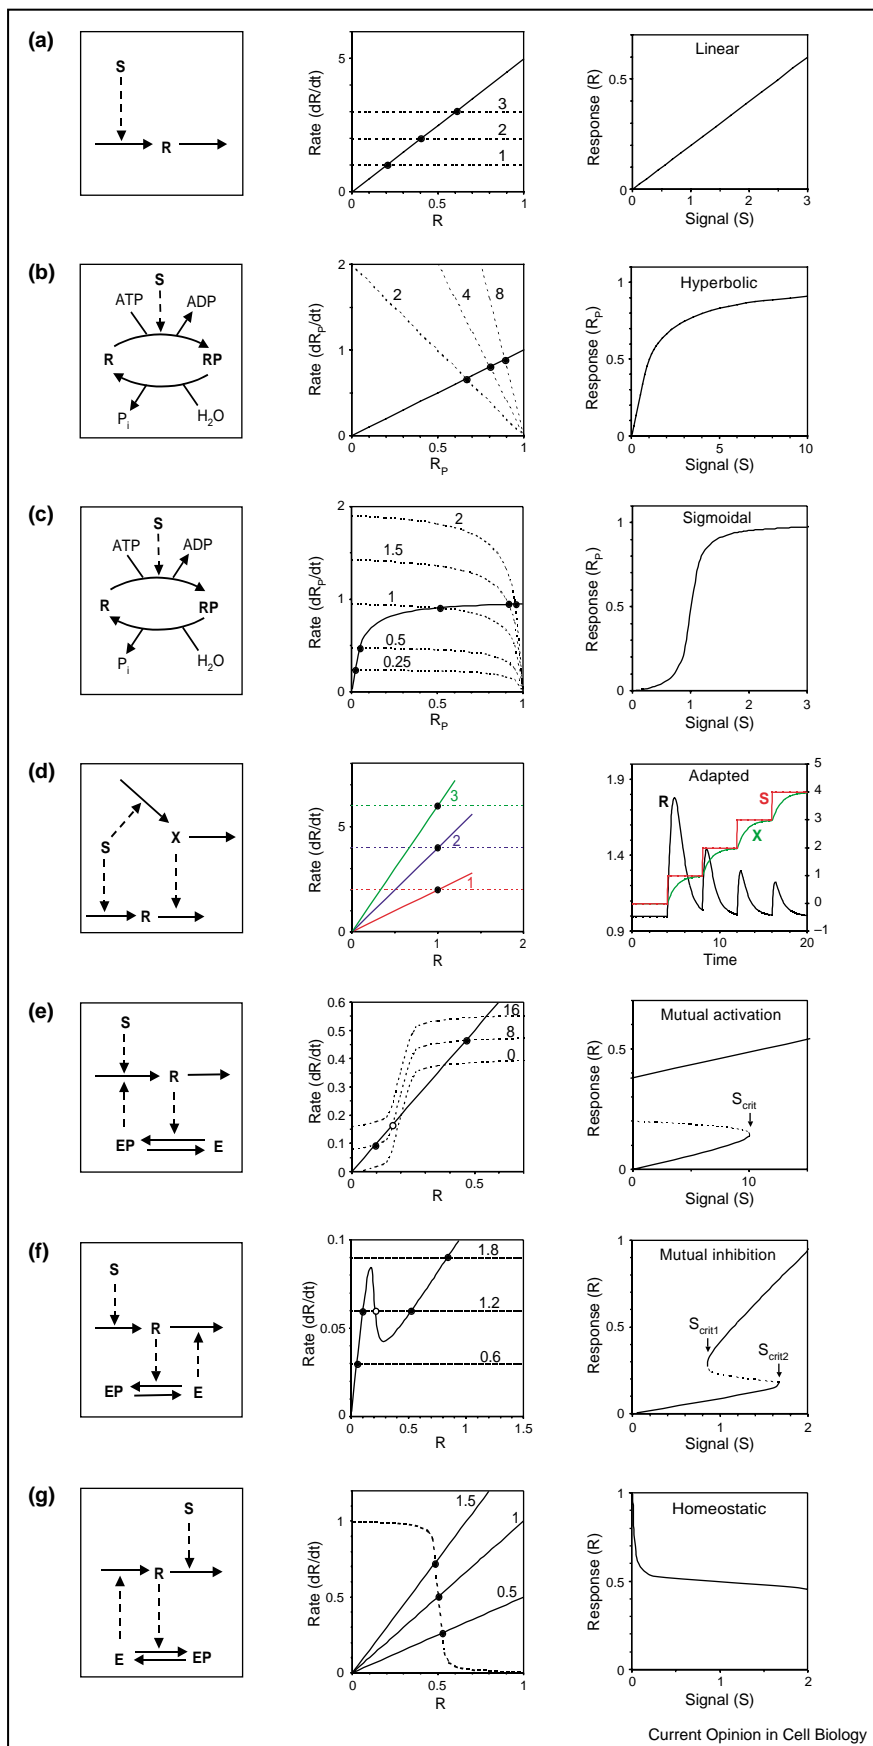 (a)
S
R
Rate (dR/dt)
5
0
3
2
1
0
0.5
1
R
Linear
Response (R)
0.5
0
0
1
2
3
Signal (S)
(b)
S
ATP
ADP
R
RP
Pi
H2O
Rate (dRP/dt)
2
1
0
2
4
8
0
0.5
1
RP
Hyperbolic
Response (RP)
1
0.5
0
0
5
10
Signal (S)
(c)
S
ATP
ADP
R
RP
Pi
H2O
Rate (dRP/dt)
2
1
0
2
1.5
1
0.5
0.25
0
0.5
1
RP
Sigmoidal
Response (RP)
1
0.5
0
0
1
2
3
Signal (S)
(d)
S
X
R
Rate (dR/dt)
5
0
3
2
1
0
1
2
R
Adapted
R
S
X
1.9
1.4
0.9
5
4
3
2
1
0
–1
0
10
20
Time
(e)
S
R
EP
E
Rate (dR/dt)
0.6
0.5
0.4
0.3
0.2
0.1
0
16
8
0
0
0.5
R
Mutual activation
Response (R)
0.5
0
Scrit
0
10
Signal (S)
(f)
S
R
EP
E
Rate (dR/dt)
0.1
0.05
0
1.8
1.2
0.6
0
0.5
1
1.5
R
Mutual inhibition
Response (R)
1
0.5
0
Scrit1
Scrit2
0
1
2
Signal (S)
(g)
S
R
E
EP
Rate (dR/dt)
1
0.5
0
1.5
1
0.5
0
0.5
1
R
Homeostatic
Response (R)
1
0.5
0
0
1
2
Signal (S)
Current Opinion in Cell Biology